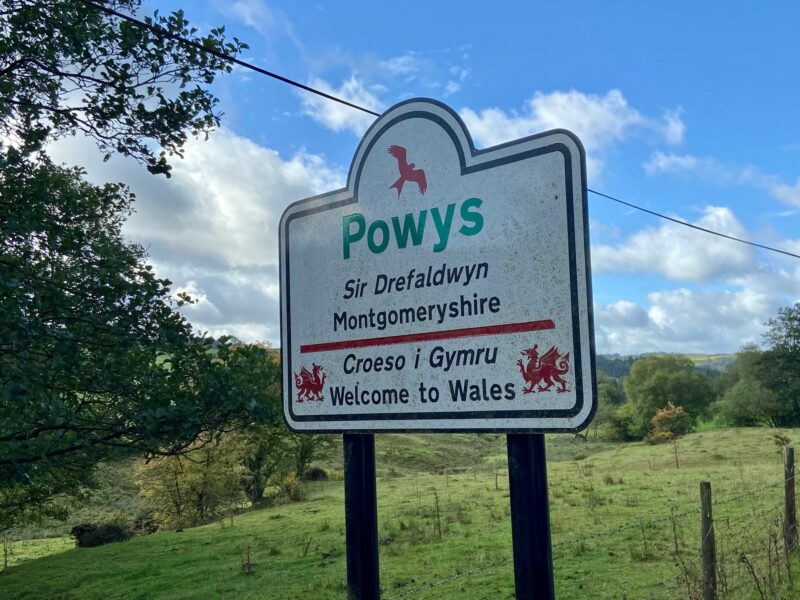 Powys
Sir Drefaldwyn
Montgomeryshire
Croeso i Gymru
Welcome to Wales